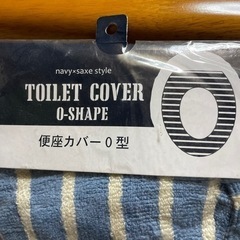 navy×saxe style
TOILET COVER
O-SHAPE
便座カバーO型